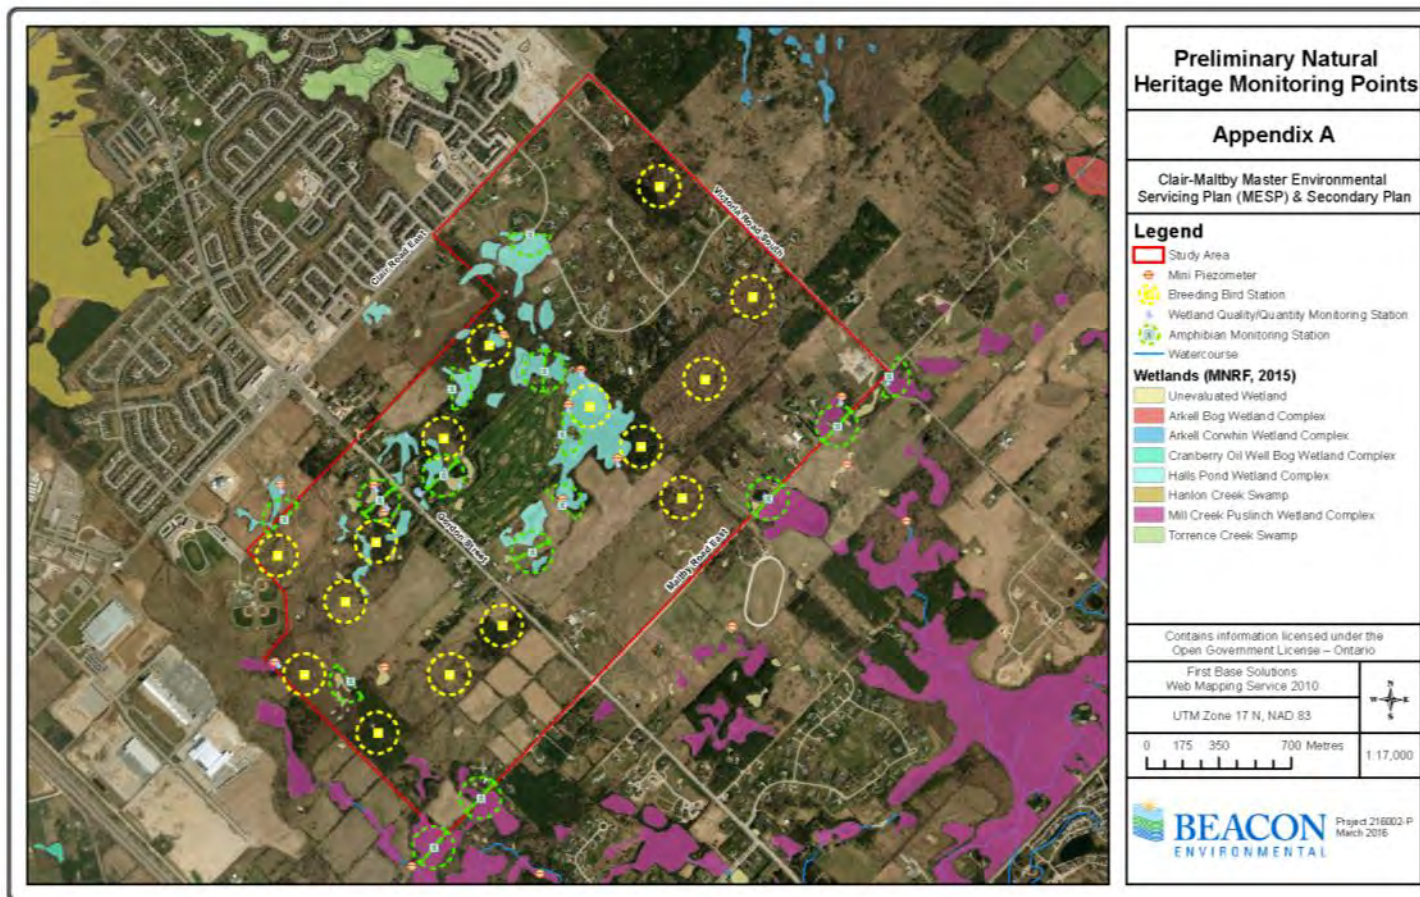 Preliminary Natural
Heritage Monitoring Points
Appendix A
Clair-Maltby Master Environmental
Servicing Plan (MESP) & Secondary Plan
Legend
Study Area
Mini Piezometer
Breeding Bird Station
Wetland Quality/Quantity Monitoring Station
Amphibian Monitoring Station
Watercourse
Wetlands (MNRF, 2015)
Unevaluated Wetland
Arkell Bog Wetland Complex
Arkell Corwhin Wetland Complex
Cranberry Oil Well Bog Wetland Complex
Halls Pond Wetland Complex
Hanlon Creek Swamp
Mill Creek Puslinch Wetland Complex
Torrence Creek Swamp
Contains information licensed under the
Open Government License – Ontario
First Base Solutions
Web Mapping Service 2010
UTM Zone 17 N, NAD 83
N
W E
S
0 175 350 700 Metres
1:17,000
BEACON
ENVIRONMENTAL
Project 216002-P
March 2016
Clair Road East
Victoria Road South
Gordon Street
Maltby Road East